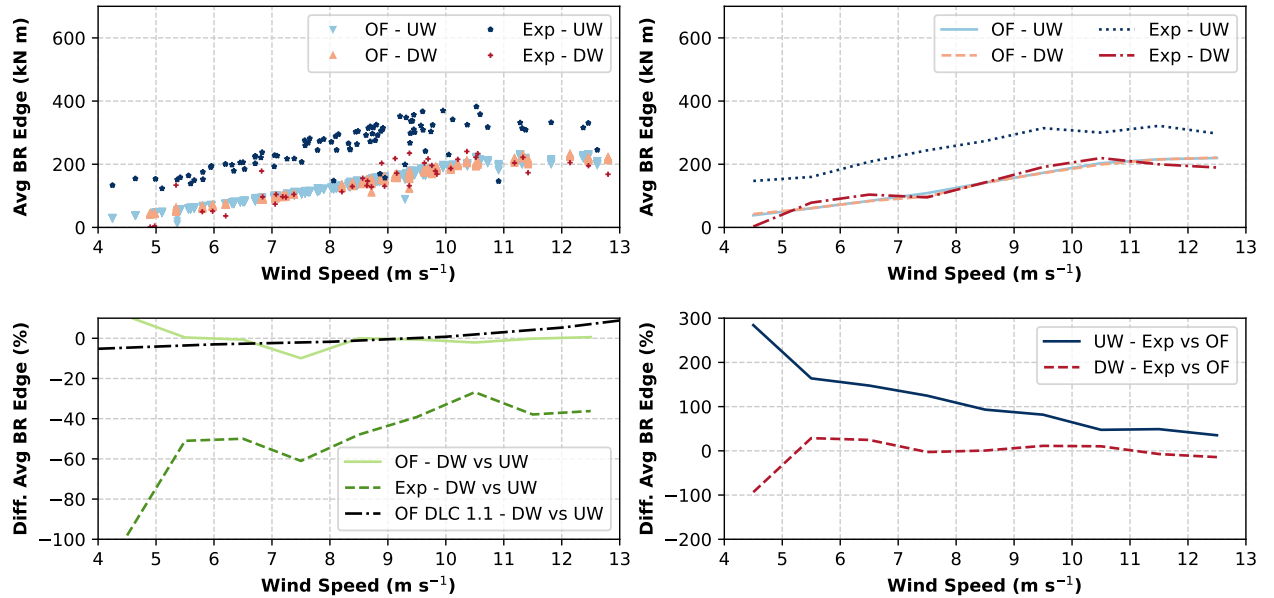 600
400
200
0
Avg BR Edge (kN m)
OF - UW
OF - DW
Exp - UW
Exp - DW
4 5 6 7 8 9 10 11 12 13
Wind Speed (m s⁻¹)
600
400
200
0
Avg BR Edge (kN m)
OF - UW
OF - DW
Exp - UW
Exp - DW
4 5 6 7 8 9 10 11 12 13
Wind Speed (m s⁻¹)
0
−20
−40
−60
−80
−100
Diff. Avg BR Edge (%)
OF - DW vs UW
Exp - DW vs UW
OF DLC 1.1 - DW vs UW
4 5 6 7 8 9 10 11 12 13
Wind Speed (m s⁻¹)
300
200
100
0
−100
−200
Diff. Avg BR Edge (%)
UW - Exp vs OF
DW - Exp vs OF
4 5 6 7 8 9 10 11 12 13
Wind Speed (m s⁻¹)